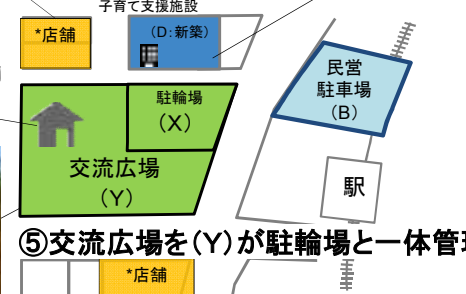 子育て支援施設
*店舗
(D:新築)
民営
駐車場
(B)
駐輪場
(X)
交流広場
(Y)
駅
⑤交流広場を(Y)が駐輪場と一体管
*店舗